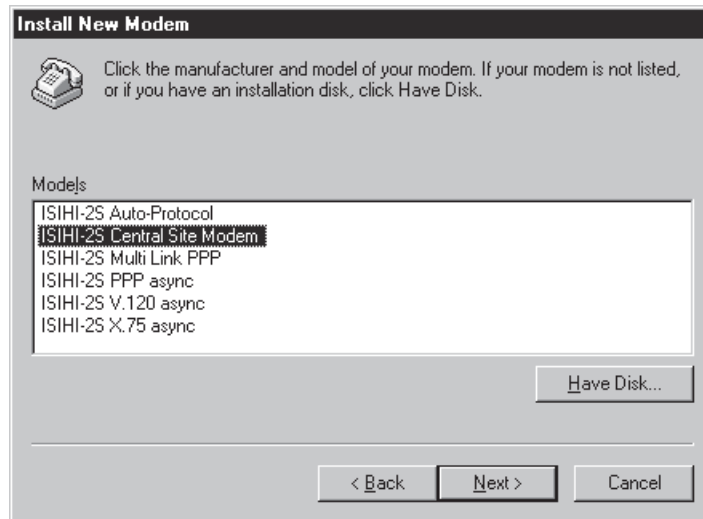 Install New Modem
Click the manufacturer and model of your modem. If your modem is not listed,
or if you have an installation disk, click Have Disk.
Models
ISIHI-2S Auto-Protocol
ISIHI-2S Central Site Modem
ISIHI-2S Multi Link PPP
ISIHI-2S PPP async
ISIHI-2S V.120 async
ISIHI-2S X.75 async
Have Disk...
< Back
Next >
Cancel